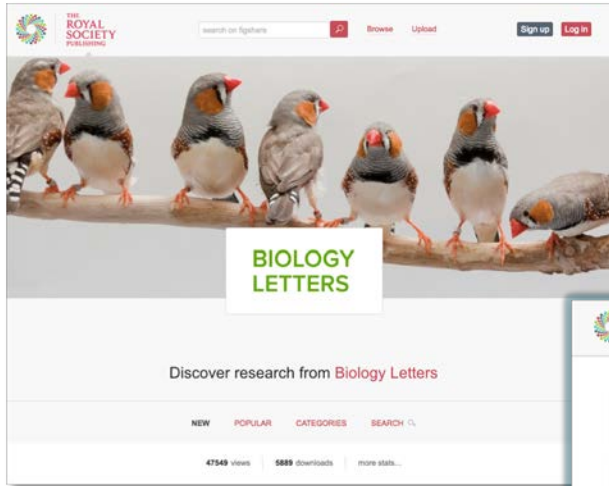 THE
ROYAL
SOCIETY
PUBLISHING
search on figshare
Browse
Upload
Sign up
Log in
BIOLOGY
LETTERS
Discover research from Biology Letters
NEW
POPULAR
CATEGORIES
SEARCH
47549 views
5889 downloads
more stats...